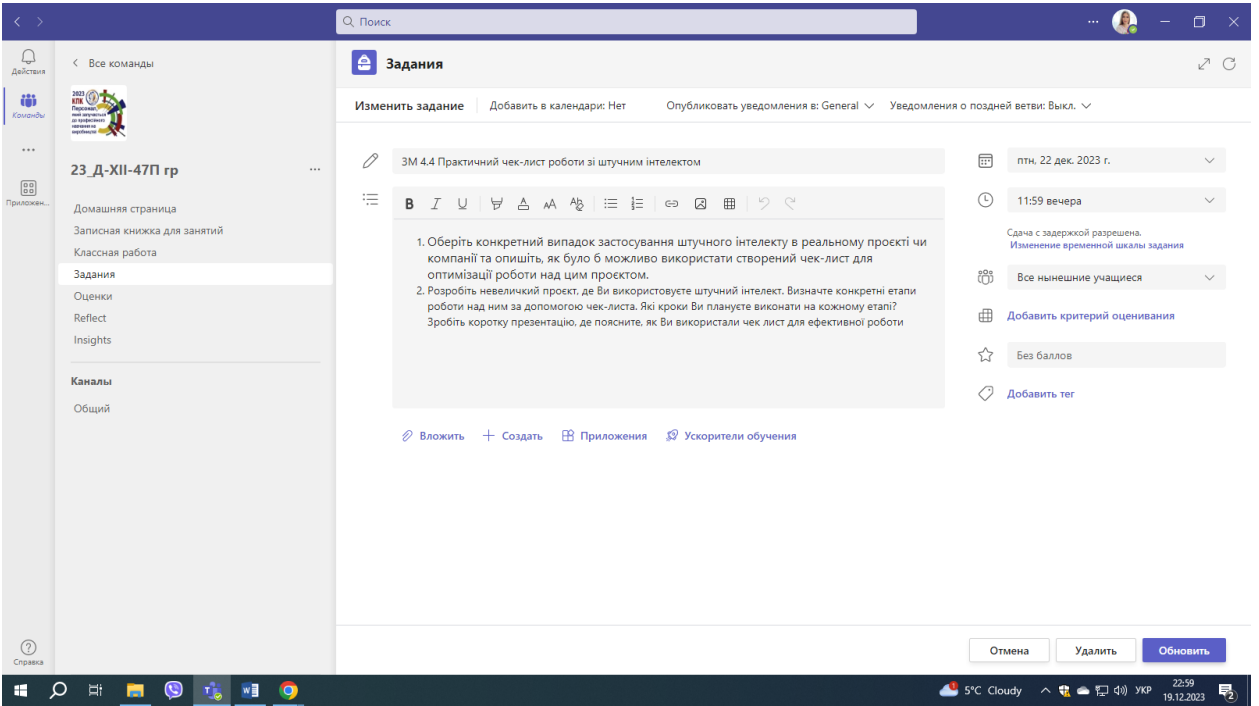 Поиск
Действия
Команды
Приложен...
Справка
Все команды
2023
КПК
Персонал,
23_Д-ХІІ-47П гр
Домашняя страница
Записная книжка для занятий
Классная работа
Задания
Оценки
Reflect
Insights
Каналы
Общий
Задания
Изменить задание
Добавить в календари: Нет
Опубликовать уведомления в: General
Уведомления о поздней ветви: Выкл.
ЗМ 4.4 Практичний чек-лист роботи зі штучним інтелектом
1. Оберіть конкретний випадок застосування штучного інтелекту в реальному проєкті чи
компанії та опишіть, як було б можливо використати створений чек-лист для
оптимізації роботи над цим проєктом.
2. Розробіть невеличкий проєкт, де Ви використовуєте штучний інтелект. Визначте конкретні етапи
роботи над ним за допомогою чек-листа. Які кроки Ви плануєте виконати на кожному етапі?
Зробіть коротку презентацію, де поясните, як Ви використали чек лист для ефективної роботи
Вложить
Создать
Приложения
Ускорители обучения
птн, 22 дек. 2023 г.
11:59 вечера
Сдача с задержкой разрешена.
Изменение временной шкалы задания
Все нынешние учащиеся
Добавить критерий оценивания
Без баллов
Добавить тег
Отмена
Удалить
Обновить
5°C Cloudy
УКР
22:59
19.12.2023